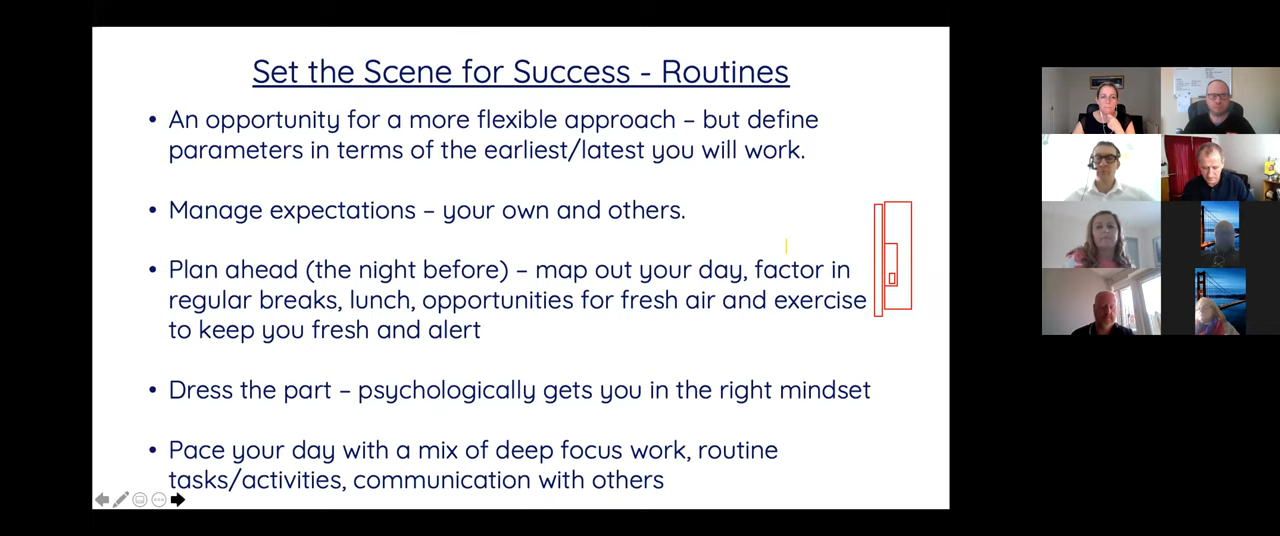 Set the Scene for Success - Routines
• An opportunity for a more flexible approach – but define
parameters in terms of the earliest/latest you will work.
• Manage expectations – your own and others.
• Plan ahead (the night before) – map out your day, factor in
regular breaks, lunch, opportunities for fresh air and exercise
to keep you fresh and alert
• Dress the part – psychologically gets you in the right mindset
• Pace your day with a mix of deep focus work, routine
tasks/activities, communication with others